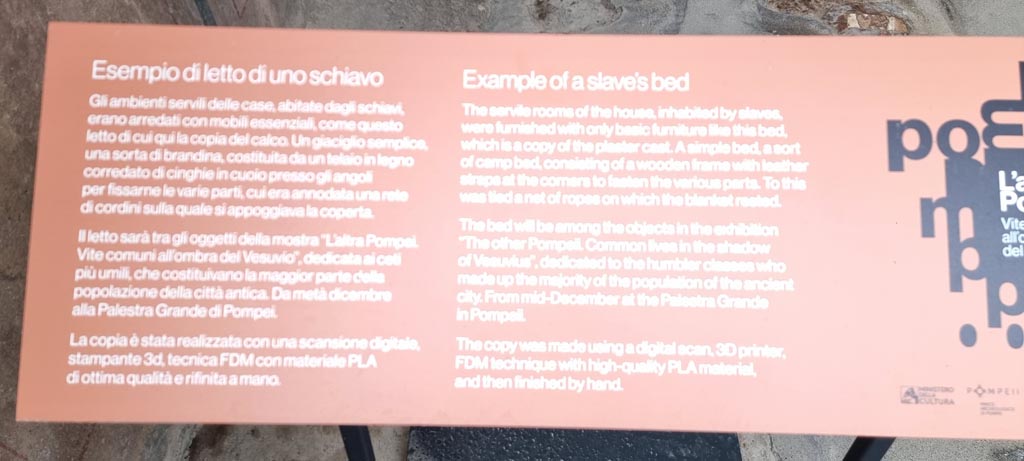 Esempio di letto di uno schiavo
Gli ambienti servili delle case, abitate dagli schiavi,
erano arredati con mobili essenziali, come questo
letto di cui qui la copia del calco. Un giaciglio semplice,
una sorta di brandina, costituita da un telaio in legno
corredato di cinghie in cuoio presso gli angoli
per fissarne le varie parti, cui era annodata una rete
di cordini sulla quale si appoggiava la coperta.
Il letto sarà tra gli oggetti della mostra "L'altra Pompei.
Vite comuni all'ombra del Vesuvio", dedicata ai ceti
più umili, che costituivano la maggior parte della
popolazione della città antica. Da metà dicembre
alla Palestra Grande di Pompei.
La copia è stata realizzata con una scansione digitale,
stampante 3d, tecnica FDM con materiale PLA
di ottima qualità e rifinita a mano.
Example of a slave's bed
The servile rooms of the house, inhabited by slaves,
were furnished with only basic furniture like this bed,
which is a copy of the plaster cast. A simple bed, a sort
of camp bed, consisting of a wooden frame with leather
straps at the corners to fasten the various parts. To this
was tied a net of ropes on which the blanket rested.
The bed will be among the objects in the exhibition
"The other Pompeii. Common lives in the shadow
of Vesuvius", dedicated to the humbler classes who
made up the majority of the population of the ancient
city. From mid-December at the Palestra Grande
in Pompeii.
The copy was made using a digital scan, 3D printer,
FDM technique with high-quality PLA material,
and then finished by hand.
pom
m
p
p
L'a
Po
Vite
all'o
del
MINISTERO
DELLA
CULTURA
POMPEII
PARCO
ARCHEOLOGICO
DI POMPEI